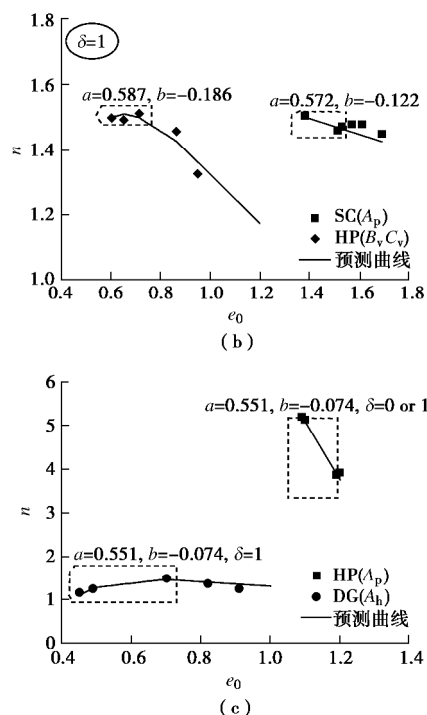 δ=1
1.8
1.6
1.4
1.2
1.0
n
a=0.587, b=−0.186
a=0.572, b=−0.122
SC(Ap)
HP(BvCv)
预测曲线
0.4 0.6 0.8 1.0 1.2 1.4 1.6 1.8
e0
(b)
6
5
4
3
2
1
0
n
a=0.551, b=−0.074, δ=0 or 1
a=0.551, b=−0.074, δ=1
HP(Ap)
DG(Ah)
预测曲线
0.4 0.6 0.8 1.0 1.2 1.4
e0
(c)